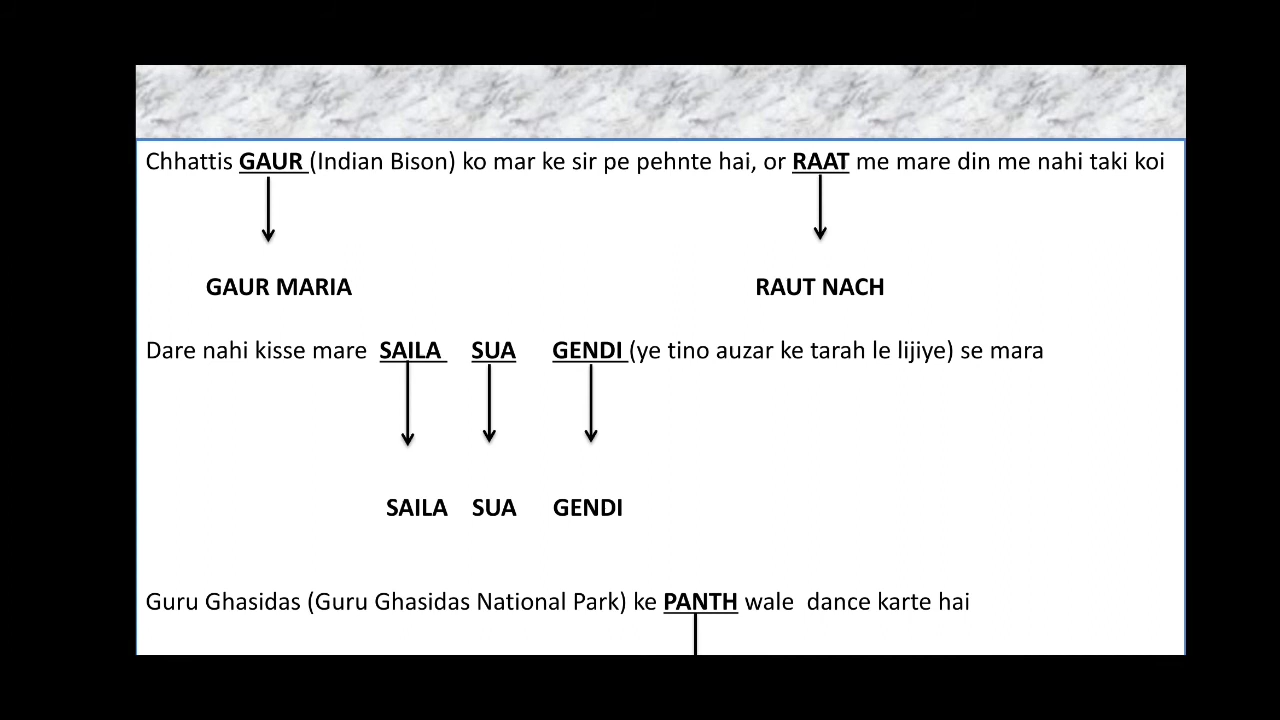 Chhattis GAUR (Indian Bison) ko mar ke sir pe pehnte hai, or RAAT me mare din me nahi taki koi
GAUR MARIA RAUT NACH
Dare nahi kisse mare SAILA SUA GENDI (ye tino auzar ke tarah le lijiye) se mara
SAILA SUA GENDI
Guru Ghasidas (Guru Ghasidas National Park) ke PANTH wale dance karte hai